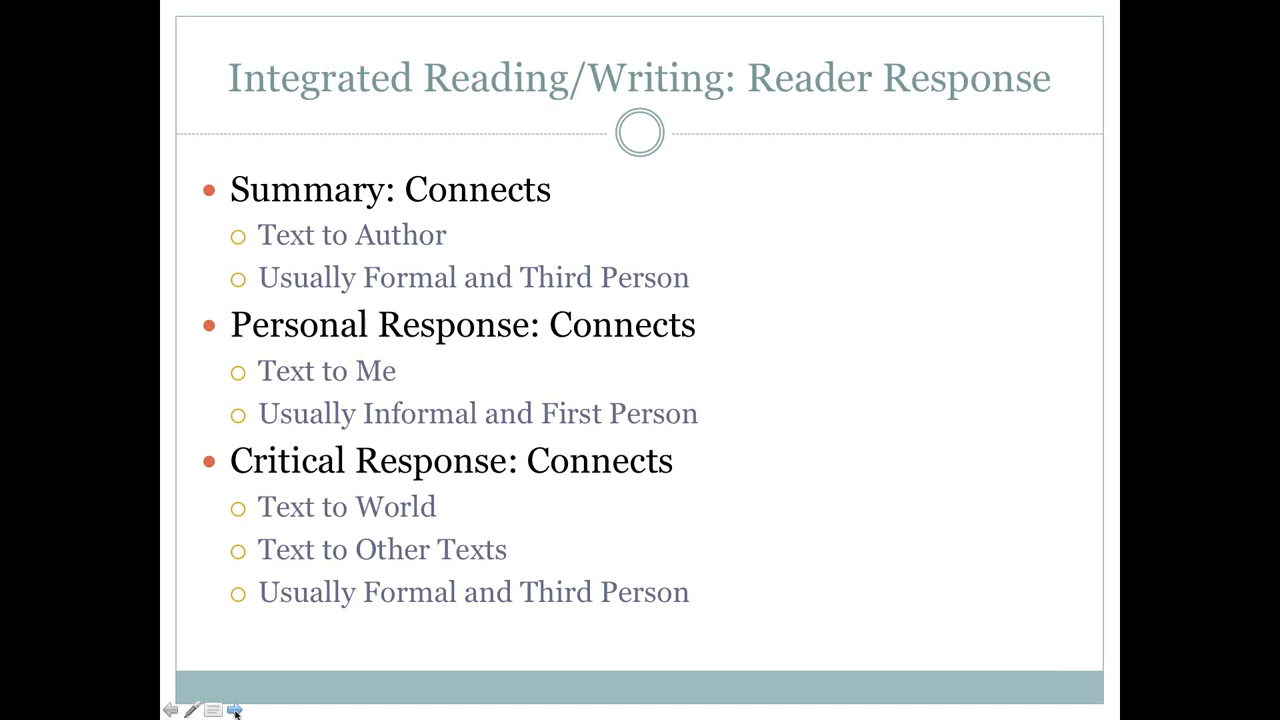 Integrated Reading/Writing: Reader Response
Summary: Connects
Text to Author
Usually Formal and Third Person
Personal Response: Connects
Text to Me
Usually Informal and First Person
Critical Response: Connects
Text to World
Text to Other Texts
Usually Formal and Third Person